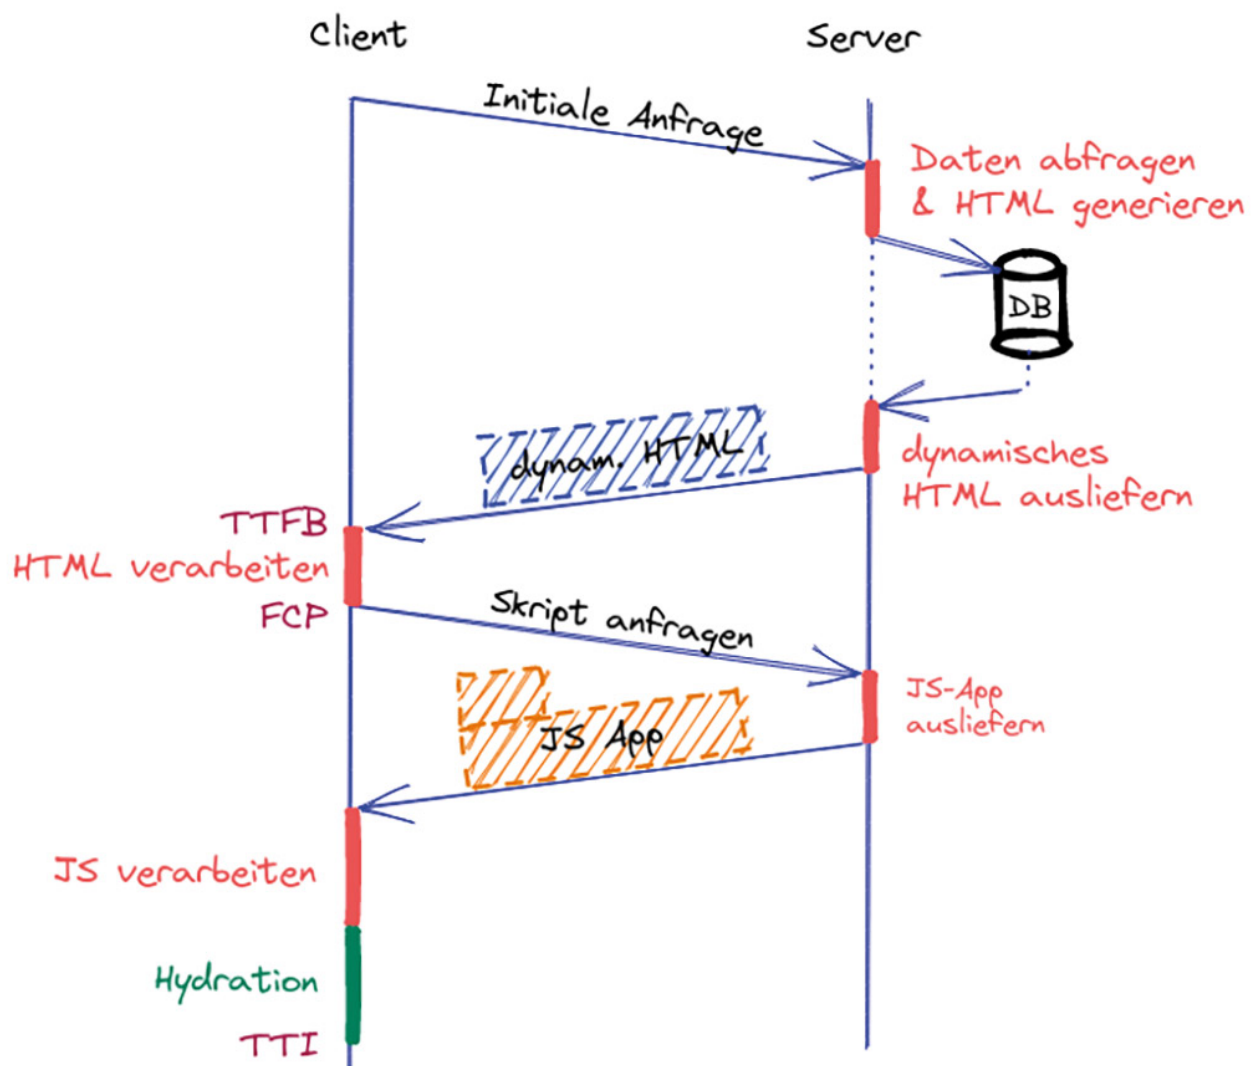 Client
Server
Initiale Anfrage
Daten abfragen
& HTML generieren
DB
dynam. HTML
dynamisches
HTML ausliefern
TTFB
HTML verarbeiten
FCP
Skript anfragen
JS-App
ausliefern
JS App
JS verarbeiten
Hydration
TTI